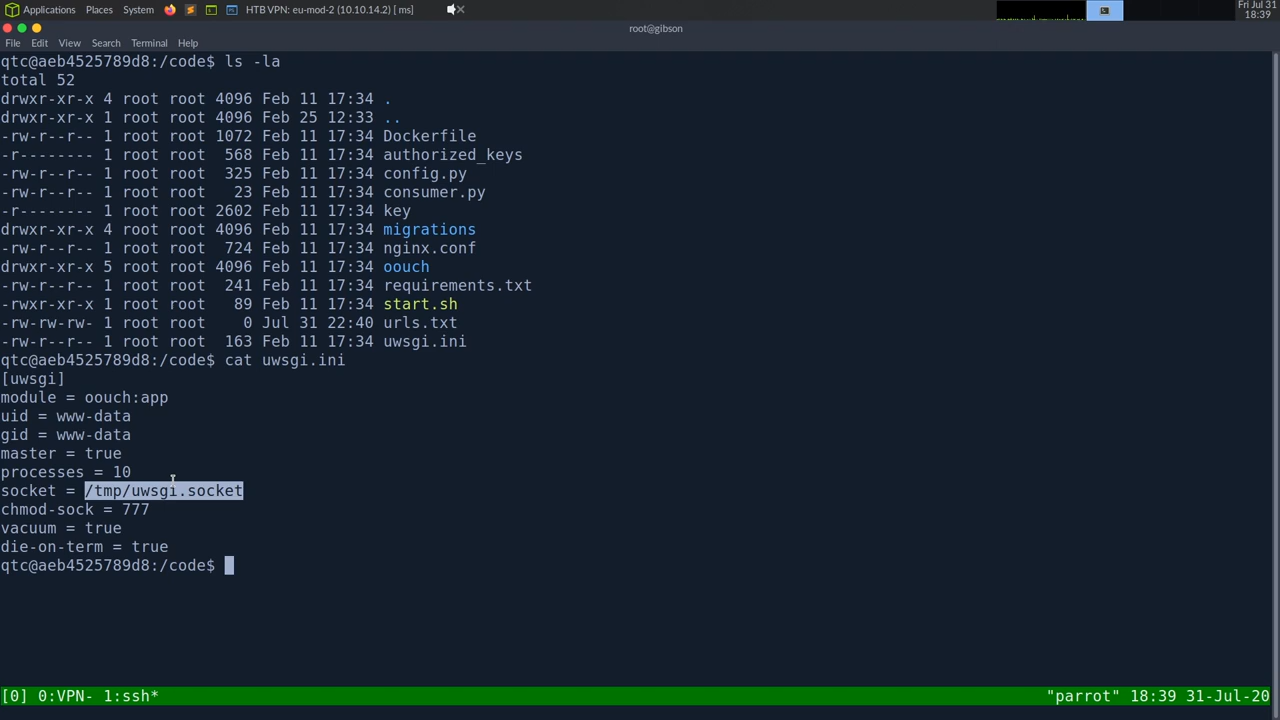 Applications Places System HTB VPN: eu-mod-2 (10.10.14.2) [ms] Fri Jul 31
18:39
root@gibson
File Edit View Search Terminal Help
qtc@aeb4525789d8:/code$ ls -la
total 52
drwxr-xr-x 4 root root 4096 Feb 11 17:34 .
drwxr-xr-x 1 root root 4096 Feb 25 12:33 ..
-rw-r--r-- 1 root root 1072 Feb 11 17:34 Dockerfile
-r-------- 1 root root  568 Feb 11 17:34 authorized_keys
-rw-r--r-- 1 root root  325 Feb 11 17:34 config.py
-rw-r--r-- 1 root root   23 Feb 11 17:34 consumer.py
-r-------- 1 root root 2602 Feb 11 17:34 key
drwxr-xr-x 4 root root 4096 Feb 11 17:34 migrations
-rw-r--r-- 1 root root  724 Feb 11 17:34 nginx.conf
drwxr-xr-x 5 root root 4096 Feb 11 17:34 oouch
-rw-r--r-- 1 root root  241 Feb 11 17:34 requirements.txt
-rwxr-xr-x 1 root root   89 Feb 11 17:34 start.sh
-rw-rw-rw- 1 root root    0 Jul 31 22:40 urls.txt
-rw-r--r-- 1 root root  163 Feb 11 17:34 uwsgi.ini
qtc@aeb4525789d8:/code$ cat uwsgi.ini
[uwsgi]
module = oouch:app
uid = www-data
gid = www-data
master = true
processes = 10
socket = /tmp/uwsgi.socket
chmod-sock = 777
vacuum = true
die-on-term = true
qtc@aeb4525789d8:/code$
[0] 0:VPN- 1:ssh* "parrot" 18:39 31-Jul-20